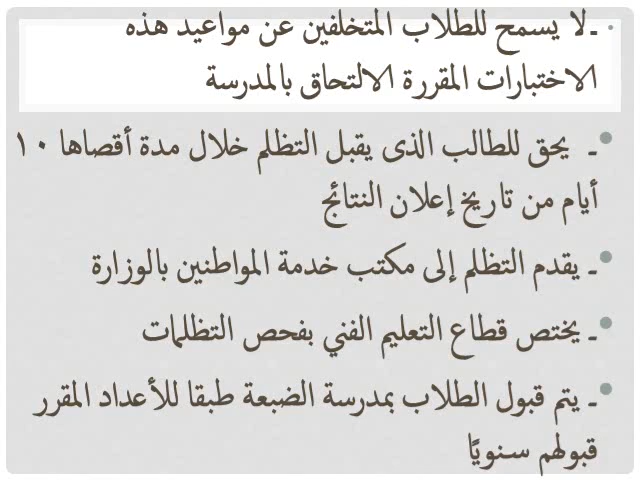 ـ لا يسمح للطلاب المتخلفين عن مواعيد هذه
الاختبارات المقررة الالتحاق بالمدرسة
ـ يحق للطالب الذى يقبل التظلم خلال مدة أقصاها ١٠
أيام من تاريخ إعلان النتائج
ـ يقدم التظلم إلى مكتب خدمة المواطنين بالوزارة
ـ يختص قطاع التعليم الفني بفحص التظلمات
ـ يتم قبول الطلاب بمدرسة الضبعة طبقا للأعداد المقرر
قبولهم سنويًا